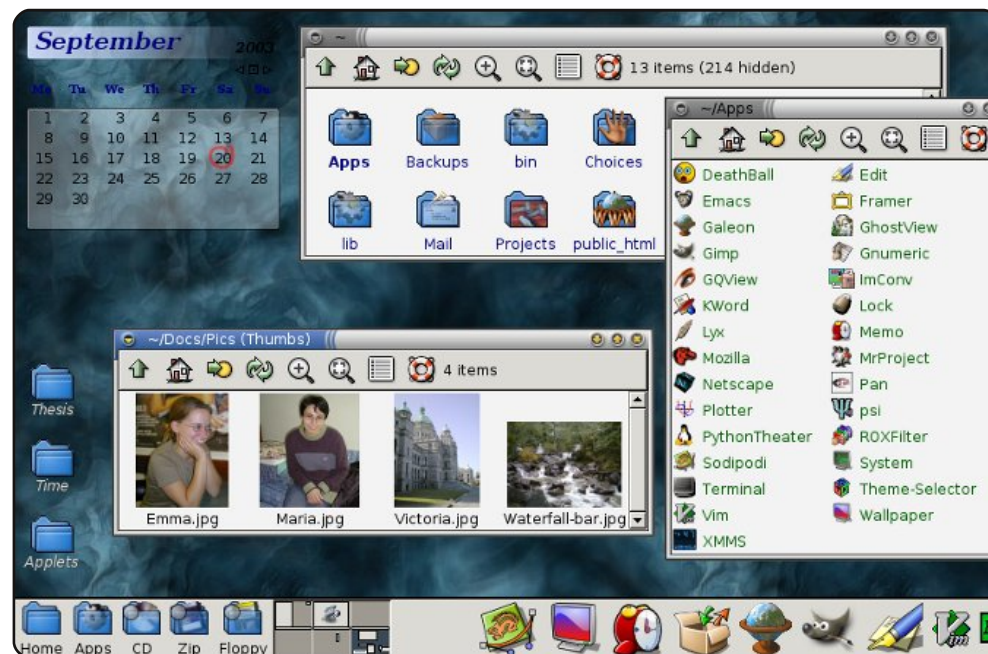 September
2003
Mo Tu We Th Fr Sa Su
1 2 3 4 5 6 7
8 9 10 11 12 13 14
15 16 17 18 19 20 21
22 23 24 25 26 27 28
29 30
~
13 items (214 hidden)
Apps Backups bin Choices
lib Mail Projects public_html
~/Apps
DeathBall Edit
Emacs Framer
Galeon GhostView
Gimp Gnumeric
GQView ImConv
KWord Lock
Lyx Memo
Mozilla MrProject
Netscape Pan
Plotter psi
PythonTheater ROXFilter
Sodipodi System
Terminal Theme-Selector
Vim Wallpaper
XMMS
~/Docs/Pics (Thumbs)
4 items
Emma.jpg Maria.jpg Victoria.jpg Waterfall-bar.jpg
Thesis
Time
Applets
Home Apps CD Zip Floppy
Vim